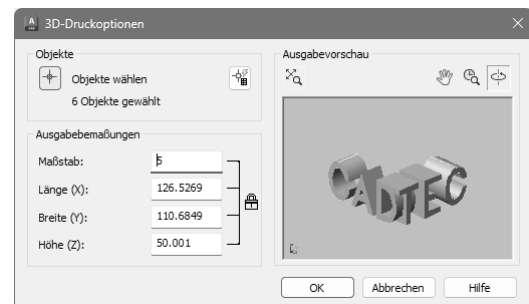 3D-Druckoptionen
Objekte
Objekte wählen
6 Objekte gewählt
Ausgabebemaßungen
Maßstab: 5
Länge (X): 126.5269
Breite (Y): 110.6849
Höhe (Z): 50.001
Ausgabevorschau
CADTEC
OK Abbrechen Hilfe